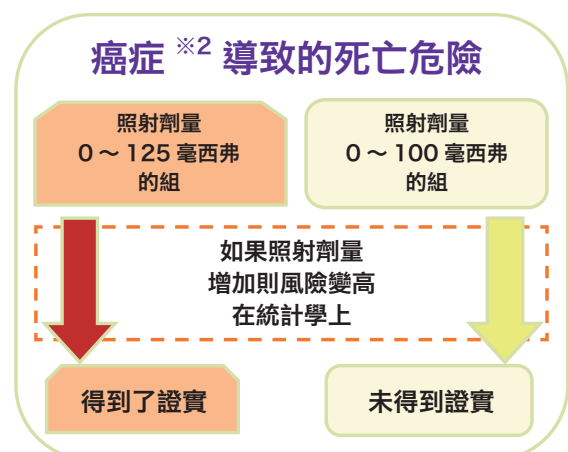 癌症 ※2 導致的死亡危險
照射劑量
0 ～ 125 毫西弗
的組
照射劑量
0 ～ 100 毫西弗
的組
如果照射劑量
增加則風險變高
在統計學上
得到了證實
未得到證實